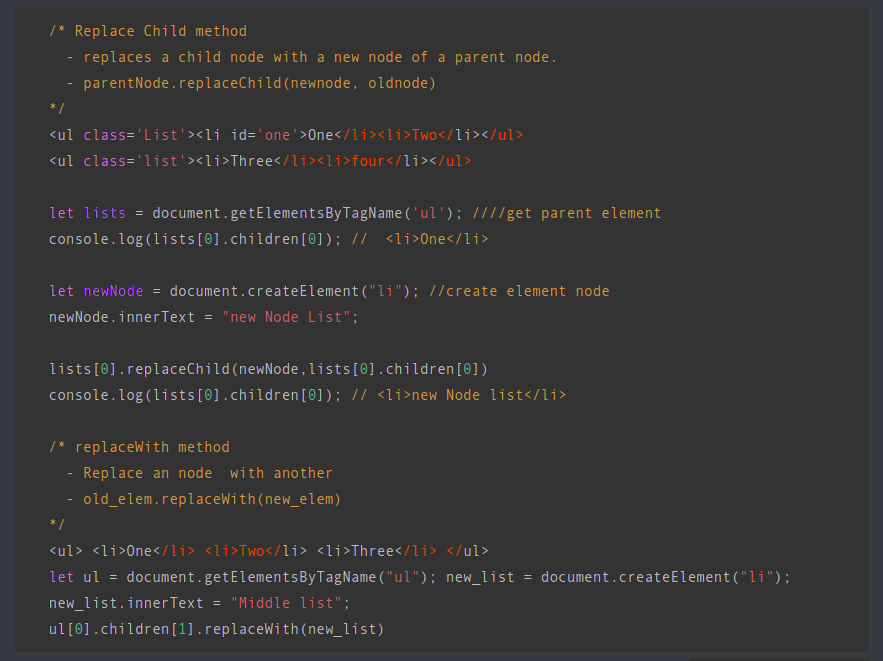 /* Replace Child method
- replaces a child node with a new node of a parent node.
- parentNode.replaceChild(newnode, oldnode)
*/
<ul class='List'><li id='one'>One</li><li>Two</li></ul>
<ul class='list'><li>Three</li><li>four</li></ul>
let lists = document.getElementsByTagName('ul'); ////get parent element
console.log(lists[0].children[0]); //  <li>One</li>
let newNode = document.createElement("li"); //create element node
newNode.innerText = "new Node List";
lists[0].replaceChild(newNode,lists[0].children[0])
console.log(lists[0].children[0]); // <li>new Node list</li>
/* replaceWith method
- Replace an node  with another
- old_elem.replaceWith(new_elem)
*/
<ul> <li>One</li> <li>Two</li> <li>Three</li> </ul>
let ul = document.getElementsByTagName("ul"); new_list = document.createElement("li");
new_list.innerText = "Middle list";
ul[0].children[1].replaceWith(new_list)